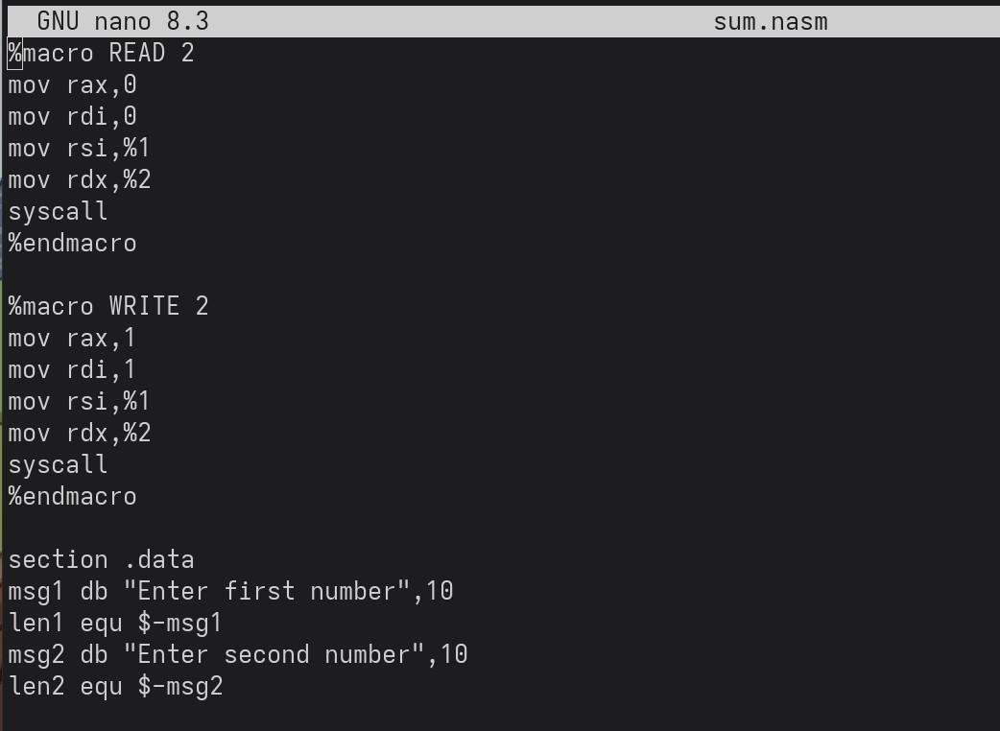 GNU nano 8.3 sum.nasm
%macro READ 2
mov rax,0
mov rdi,0
mov rsi,%1
mov rdx,%2
syscall
%endmacro

%macro WRITE 2
mov rax,1
mov rdi,1
mov rsi,%1
mov rdx,%2
syscall
%endmacro

section .data
msg1 db "Enter first number",10
len1 equ $-msg1
msg2 db "Enter second number",10
len2 equ $-msg2